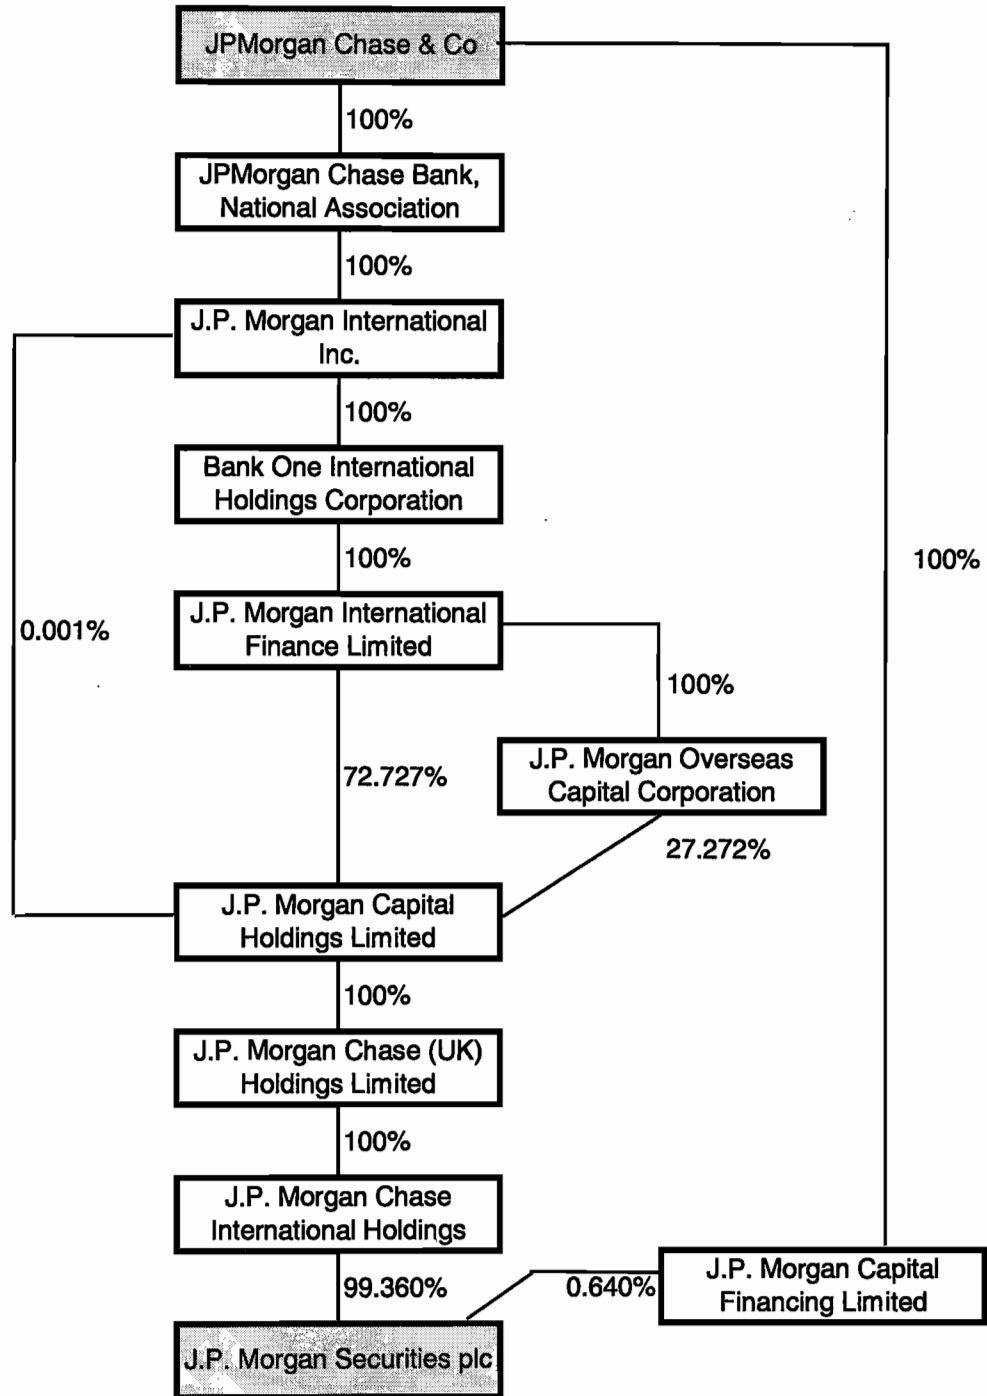 JPMorgan Chase & Co
100%
JPMorgan Chase Bank,
National Association
100%
J.P. Morgan International
Inc.
100%
Bank One International
Holdings Corporation
100%
100%
J.P. Morgan International
Finance Limited
0.001%
100%
72.727%
J.P. Morgan Overseas
Capital Corporation
27.272%
J.P. Morgan Capital
Holdings Limited
100%
J.P. Morgan Chase (UK)
Holdings Limited
100%
J.P. Morgan Chase
International Holdings
99.360%
0.640%
J.P. Morgan Capital
Financing Limited
J.P. Morgan Securities plc